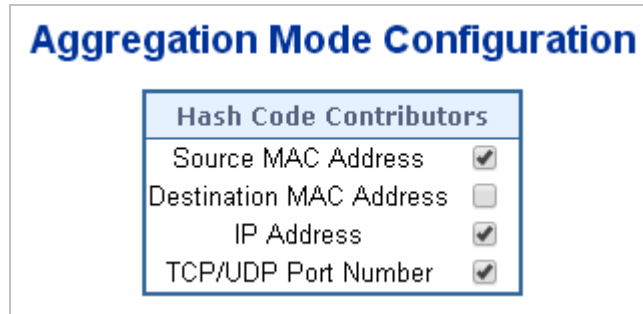 Aggregation Mode Configuration
Hash Code Contributors
Source MAC Address
Destination MAC Address
IP Address
TCP/UDP Port Number